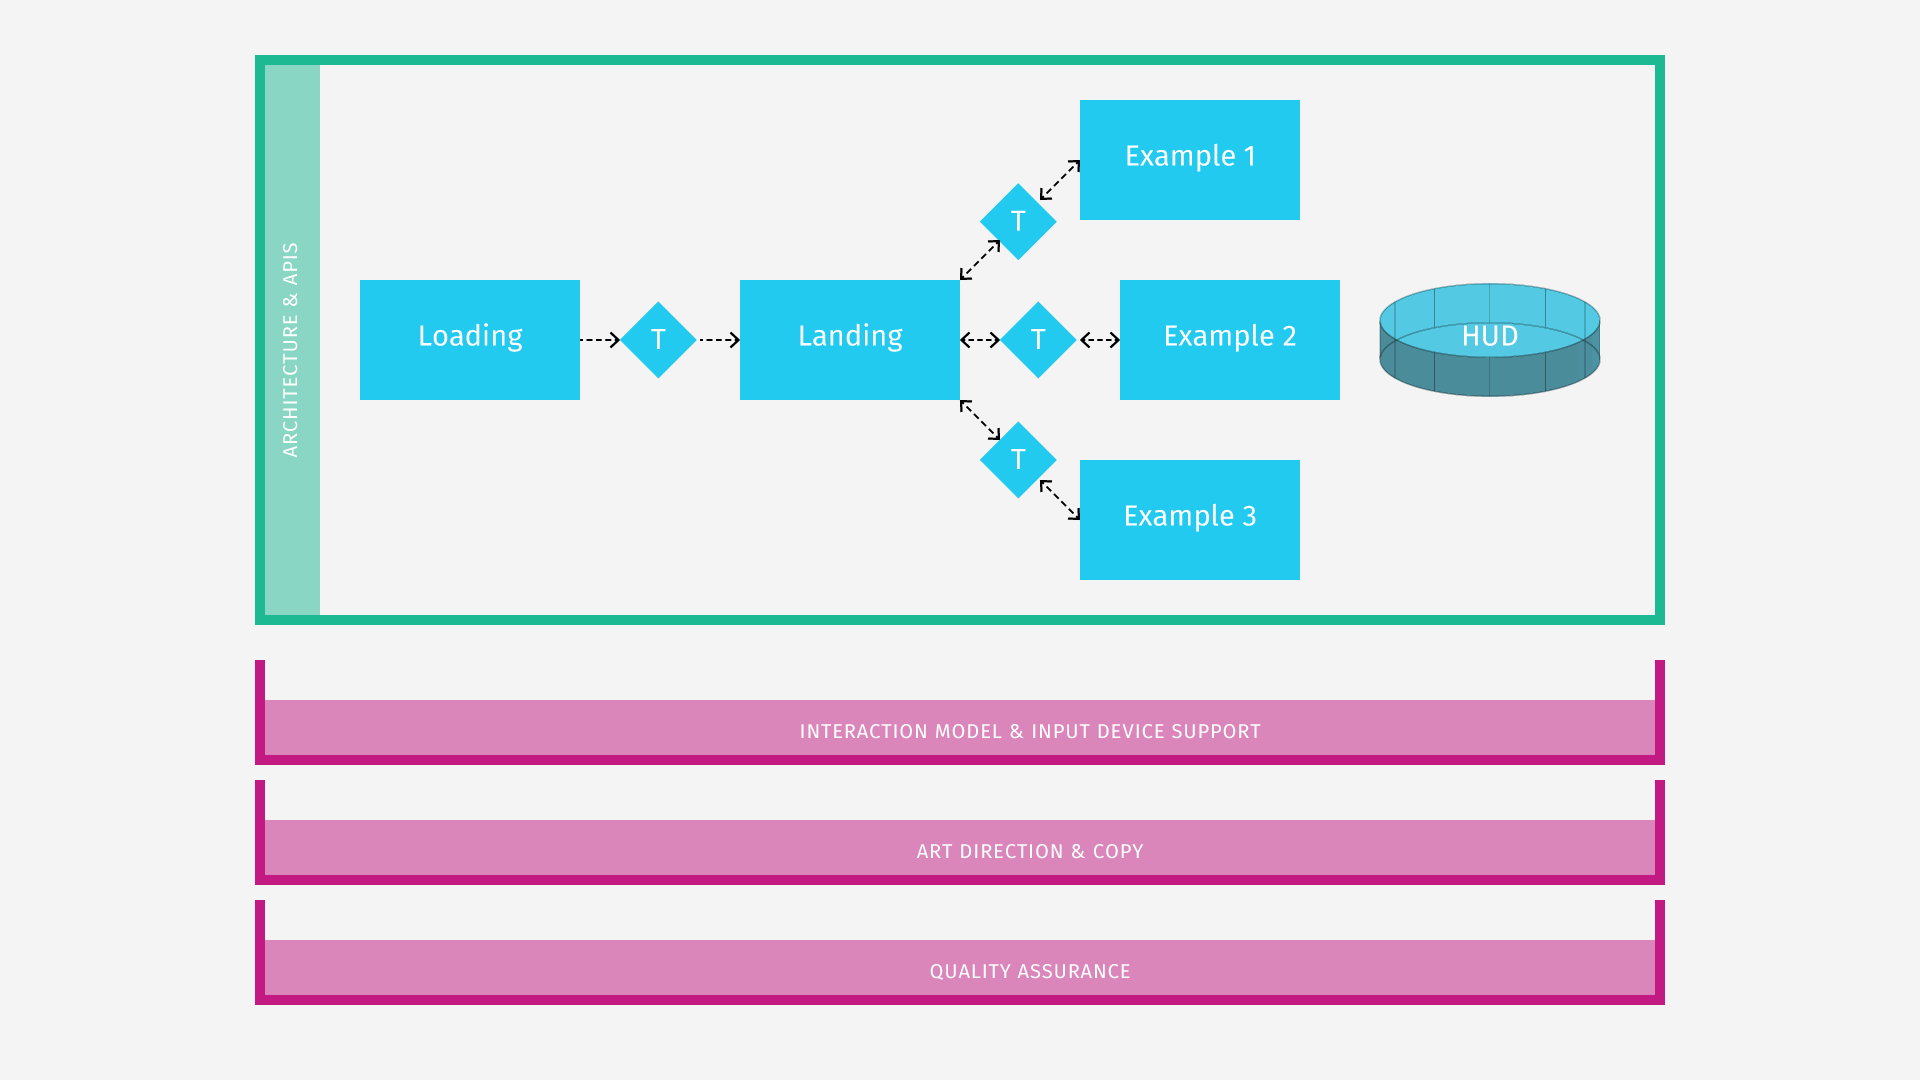 ARCHITECTURE & APIS
Loading
T
Landing
T
Example 1
T
Example 2
T
Example 3
HUD
INTERACTION MODEL & INPUT DEVICE SUPPORT
ART DIRECTION & COPY
QUALITY ASSURANCE